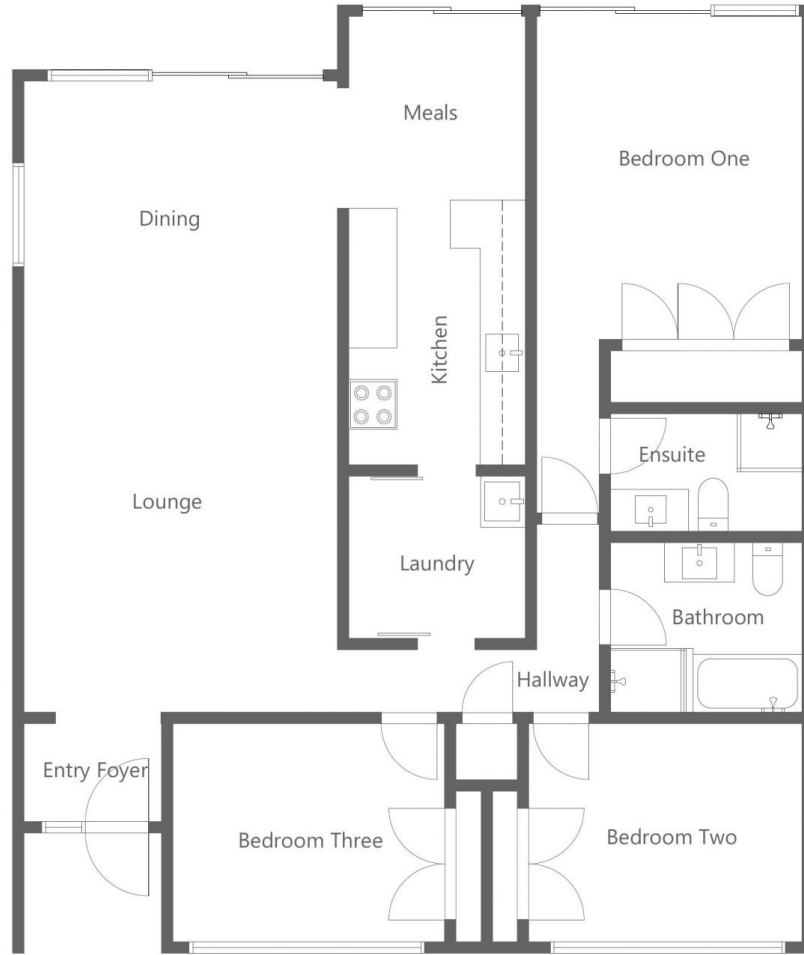 Meals
Bedroom One
Dining
Kitchen
Ensuite
Lounge
Laundry
Bathroom
Hallway
Entry Foyer
Bedroom Three
Bedroom Two